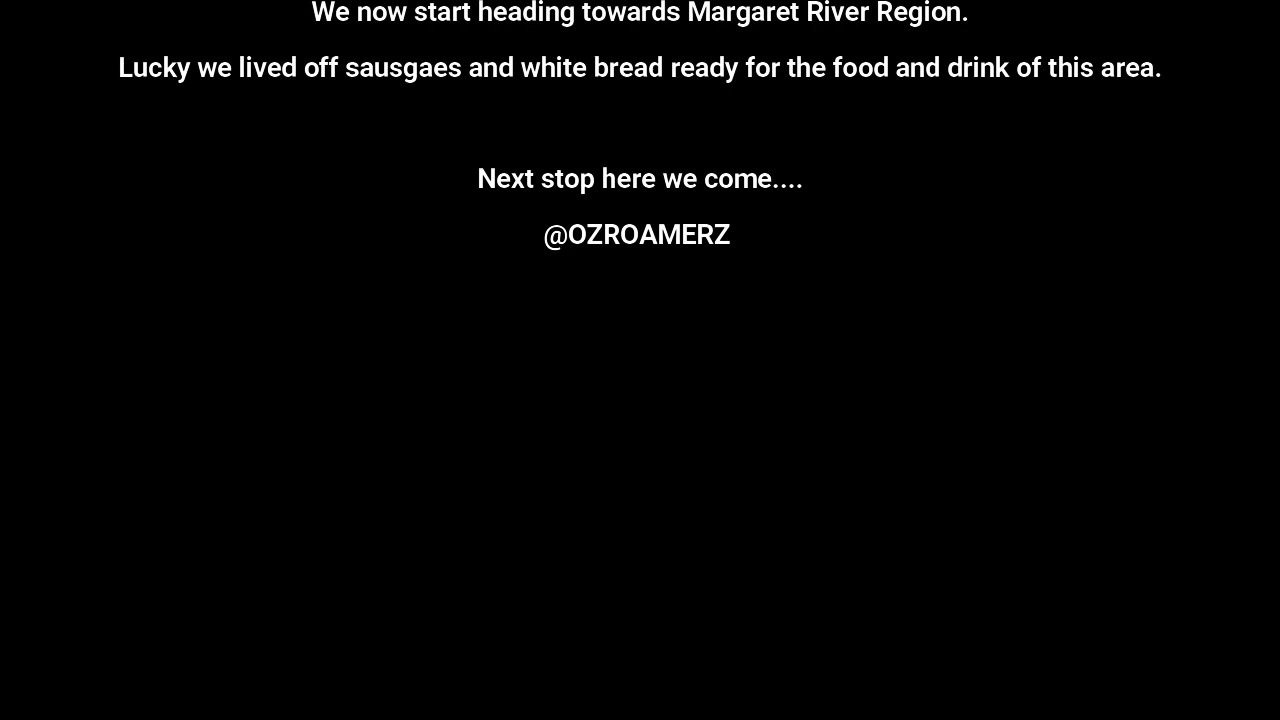 We now start heading towards Margaret River Region.
Lucky we lived off sausgaes and white bread ready for the food and drink of this area.
Next stop here we come....
@OZROAMERZ